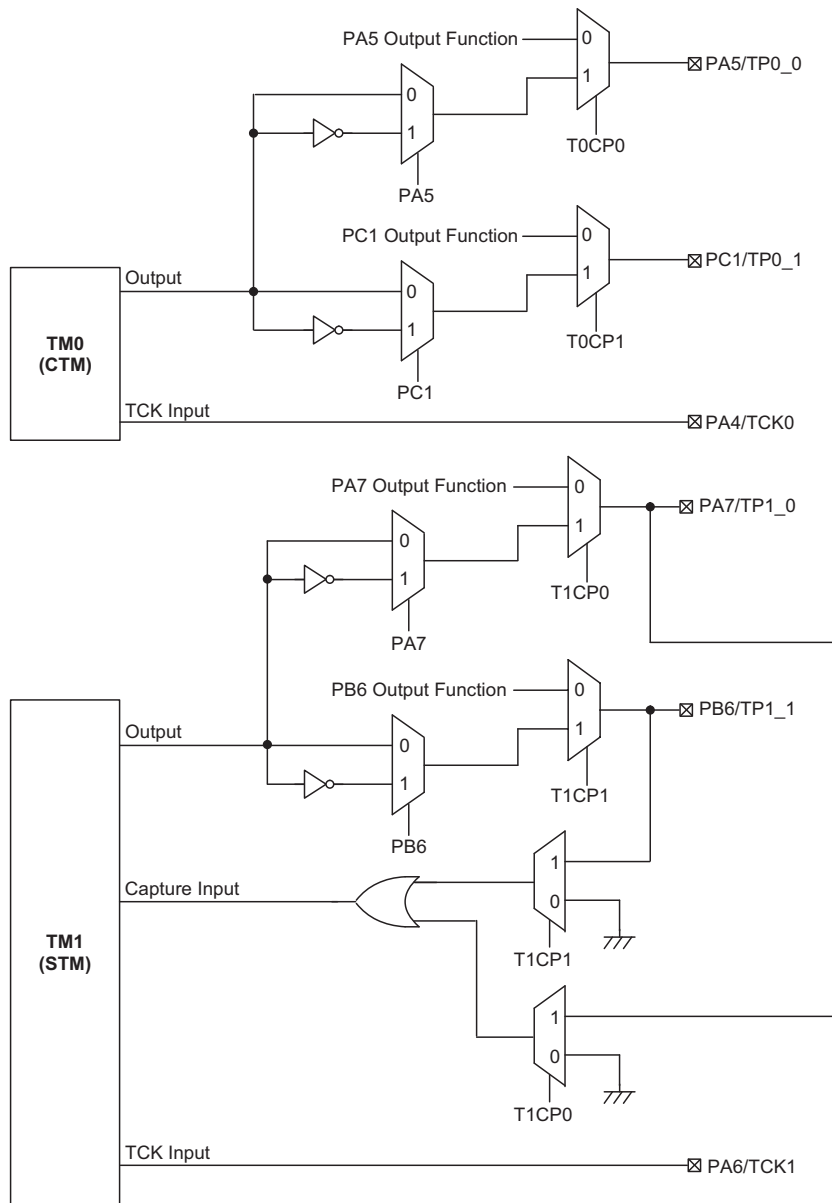 PA5 Output Function
0
1
PA5/TP0_0
T0CP0
0
1
PA5
PC1 Output Function
0
1
PC1/TP0_1
T0CP1
Output
0
1
PC1
TM0
(CTM)
TCK Input
PA4/TCK0
PA7 Output Function
0
1
PA7/TP1_0
T1CP0
0
1
PA7
PB6 Output Function
0
1
PB6/TP1_1
T1CP1
Output
0
1
PB6
Capture Input
1
0
T1CP1
TM1
(STM)
1
0
T1CP0
TCK Input
PA6/TCK1